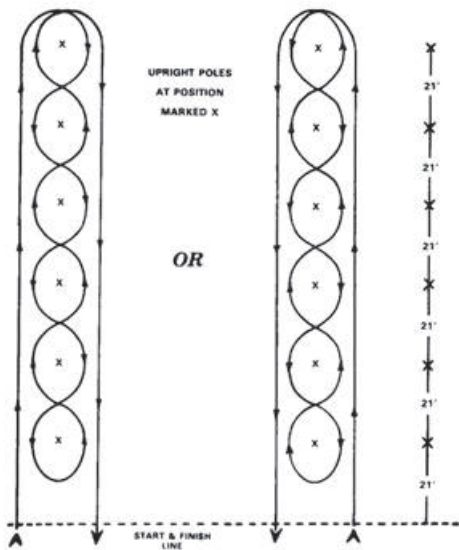 X X
UPRIGHT POLES
AT POSITION
MARKED X
21'
X X
21'
X X
OR
21'
X X
21'
X X
21'
X X
21'
A
START & FINISH
LINE
A